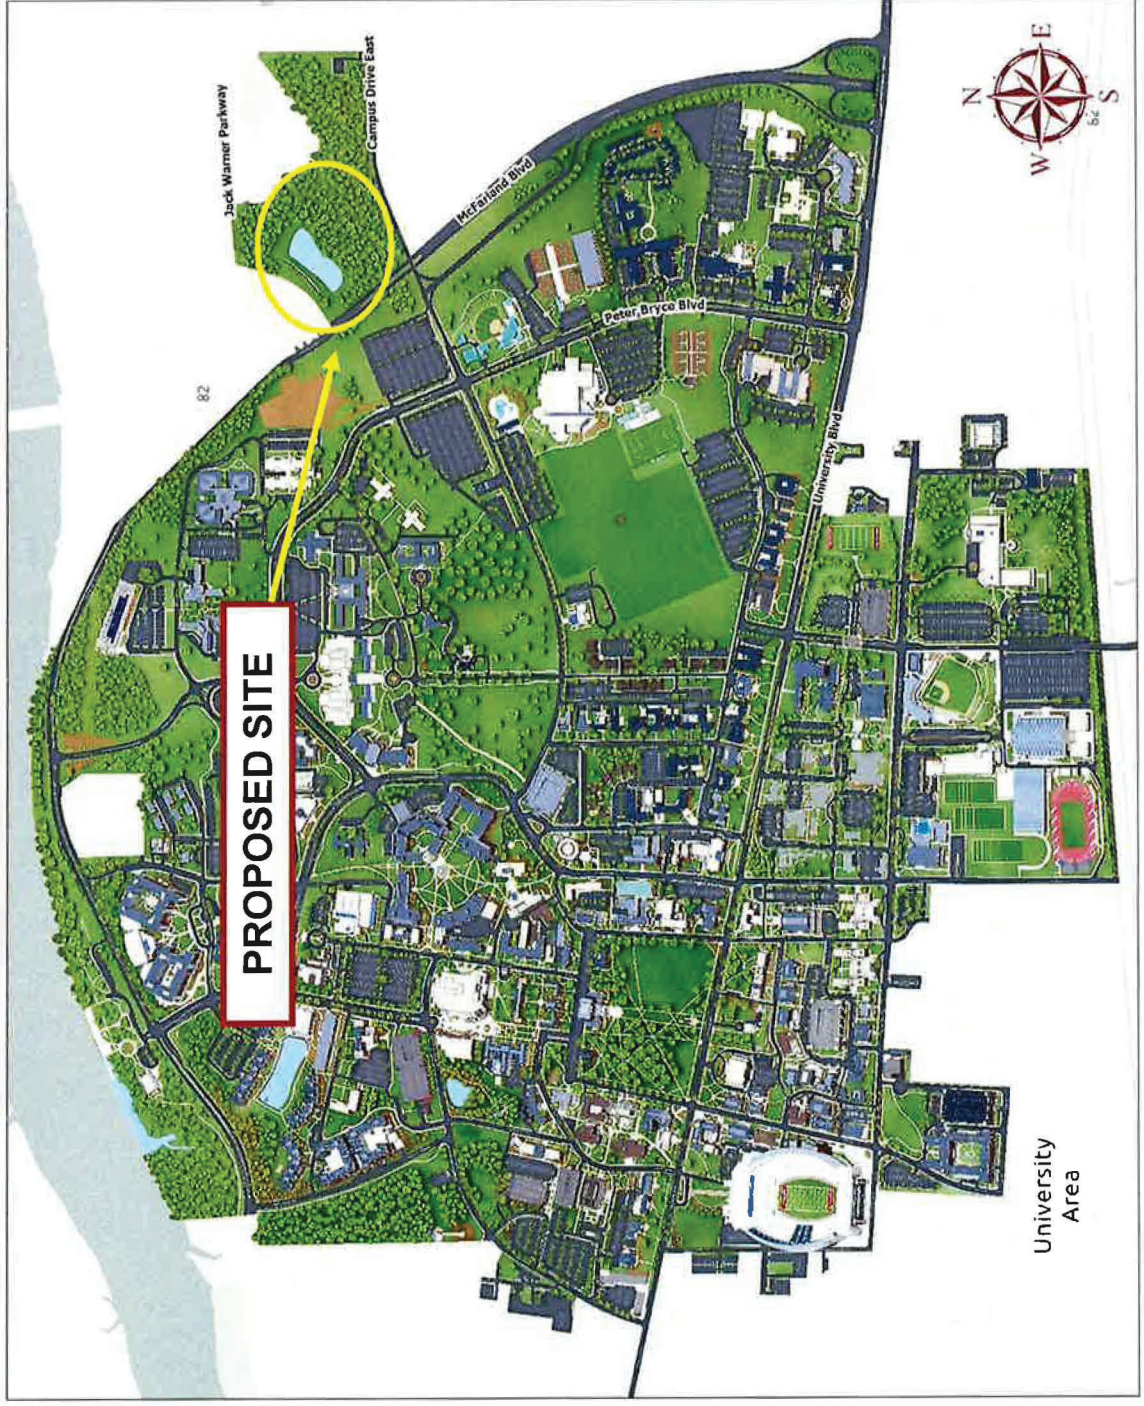 Jack Warner Parkway
Campus Drive East
McFarland Blvd
82
Peter Bryce Blvd
University Blvd
PROPOSED SITE
N
W
E
S
University
Area